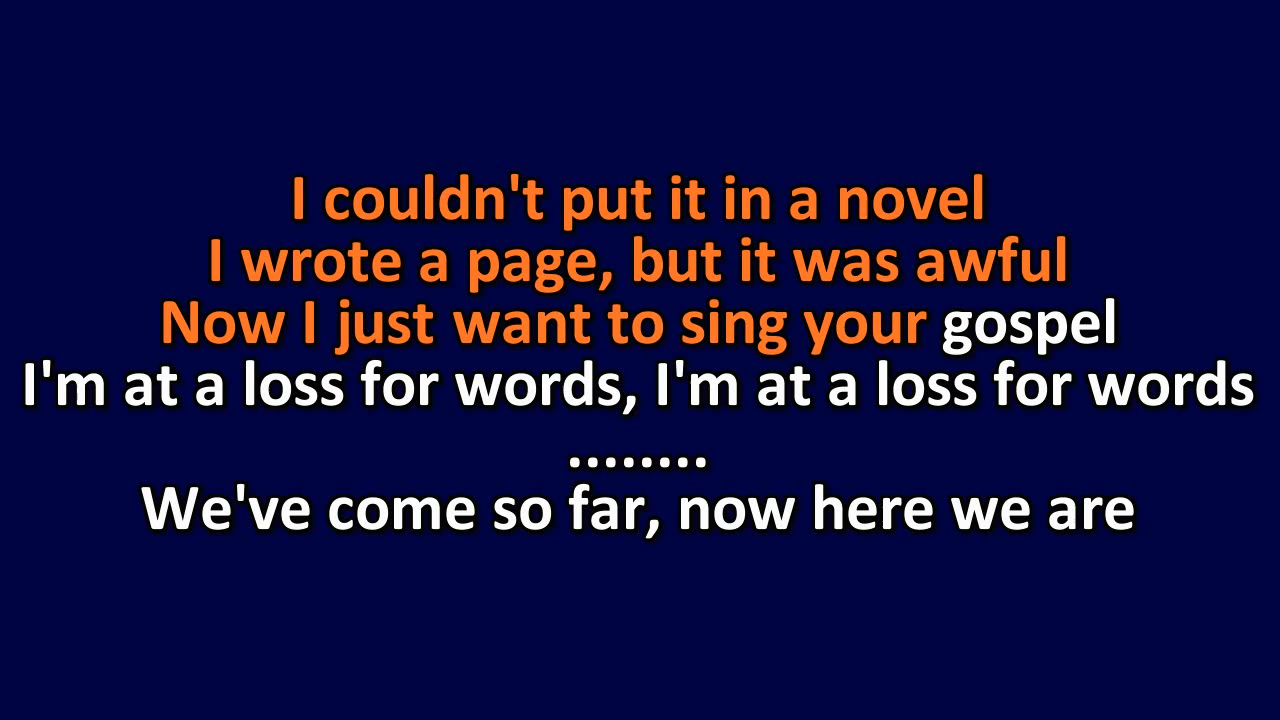 I couldn't put it in a novel
I wrote a page, but it was awful
Now I just want to sing your gospel
I'm at a loss for words, I'm at a loss for words
........
We've come so far, now here we are